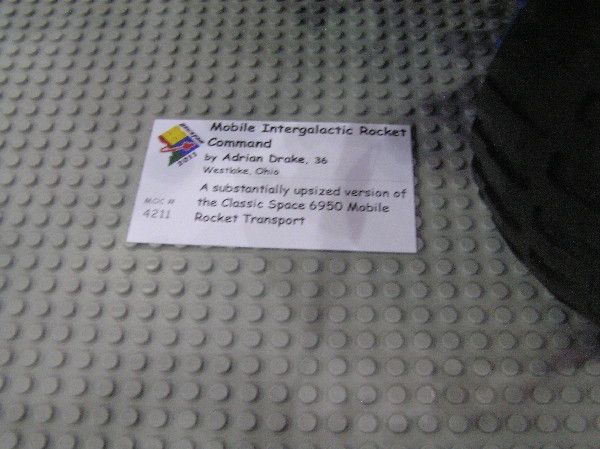 Mobile Intergalactic Rocket
Command
by Adrian Drake, 36
Westlake, Ohio
A substantially upsized version of
the Classic Space 6950 Mobile
Rocket Transport
MOC #
4211